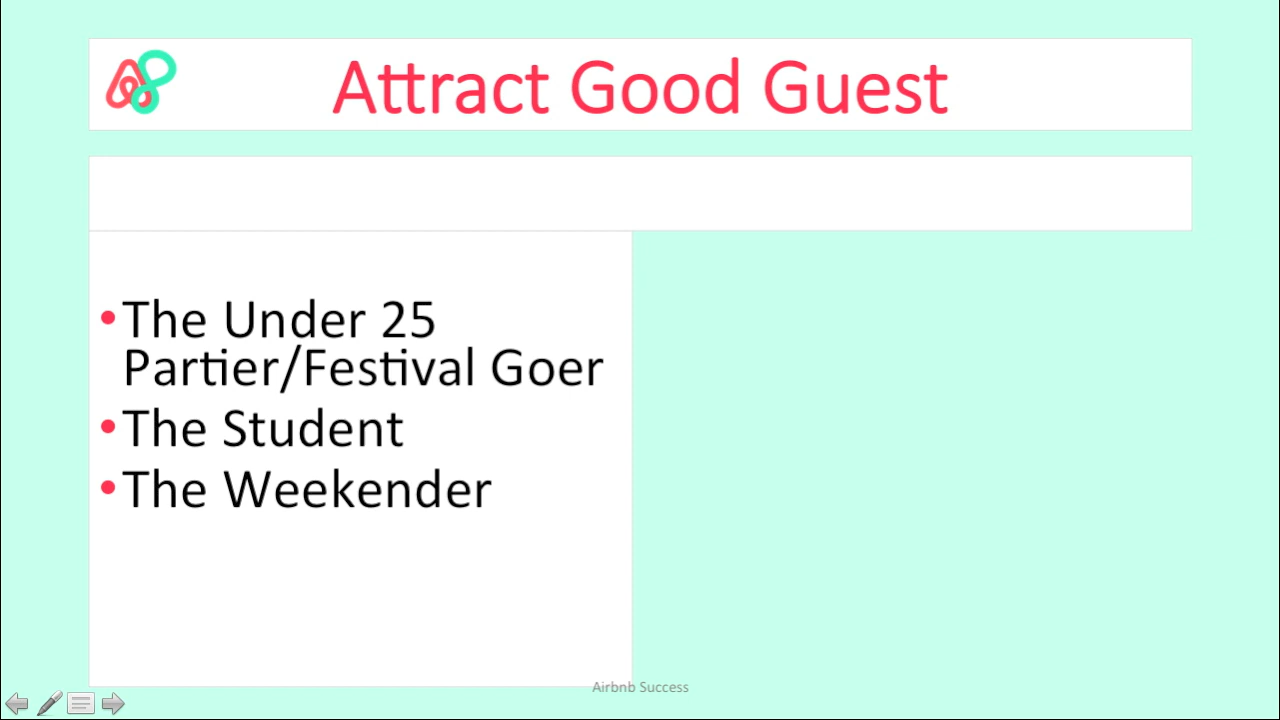 Attract Good Guest
•The Under 25
Partier/Festival Goer
•The Student
•The Weekender
Airbnb Success